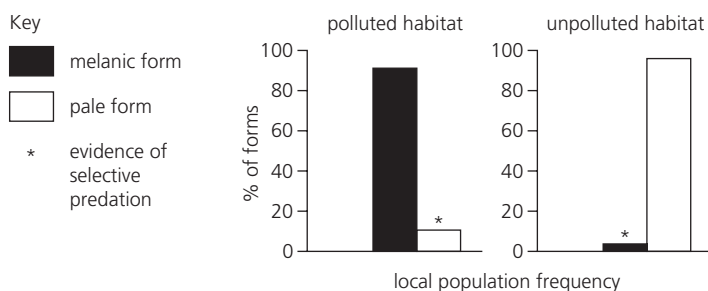 Key
melanic form
pale form
* evidence of
selective
predation
polluted habitat
% of forms
100
80
60
40
20
0
*
unpolluted habitat
100
80
60
40
20
0
*
local population frequency